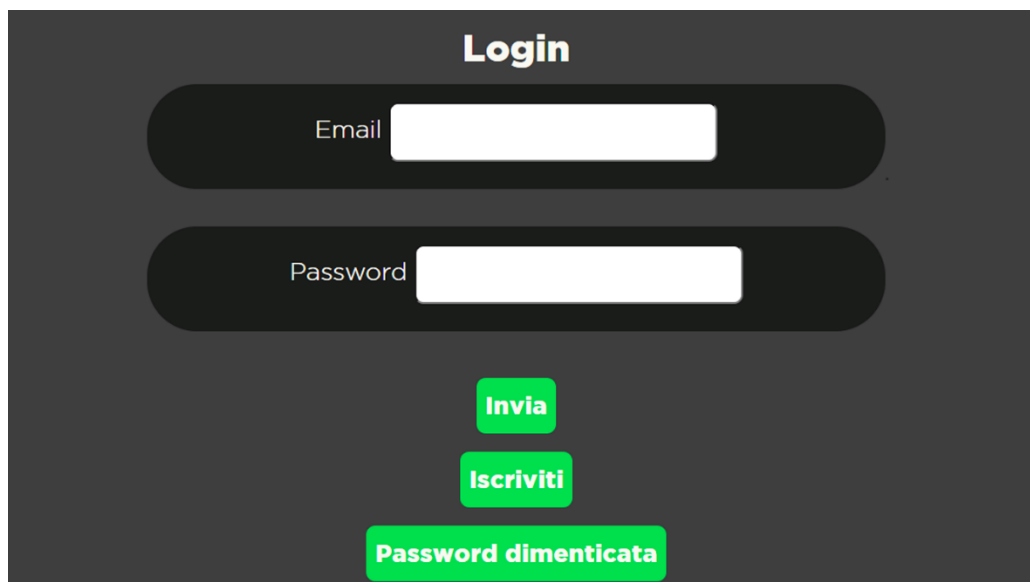 Login
Email
Password
Invia
Iscriviti
Password dimenticata